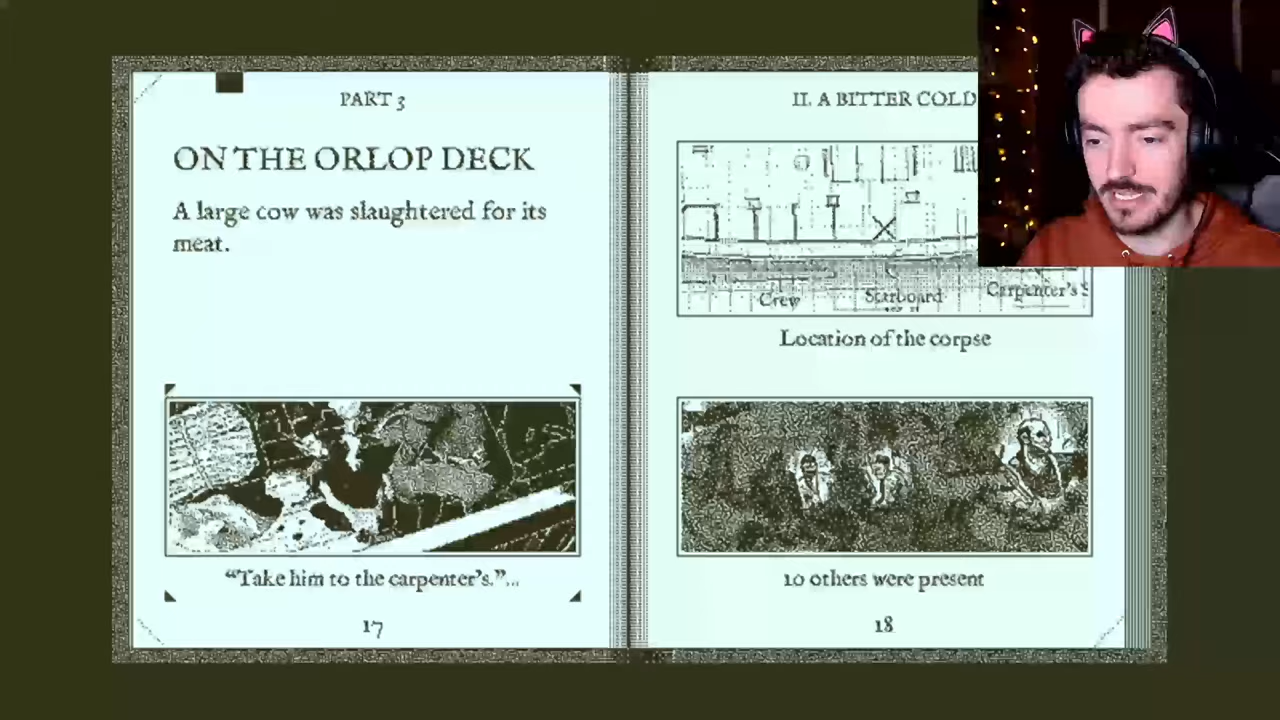 PART 3
ON THE ORLOP DECK
A large cow was slaughtered for its
meat.
"Take him to the carpenter's."...
17
II. A BITTER COLD
Crew
Starboard
Carpenter's S
Location of the corpse
10 others were present
18